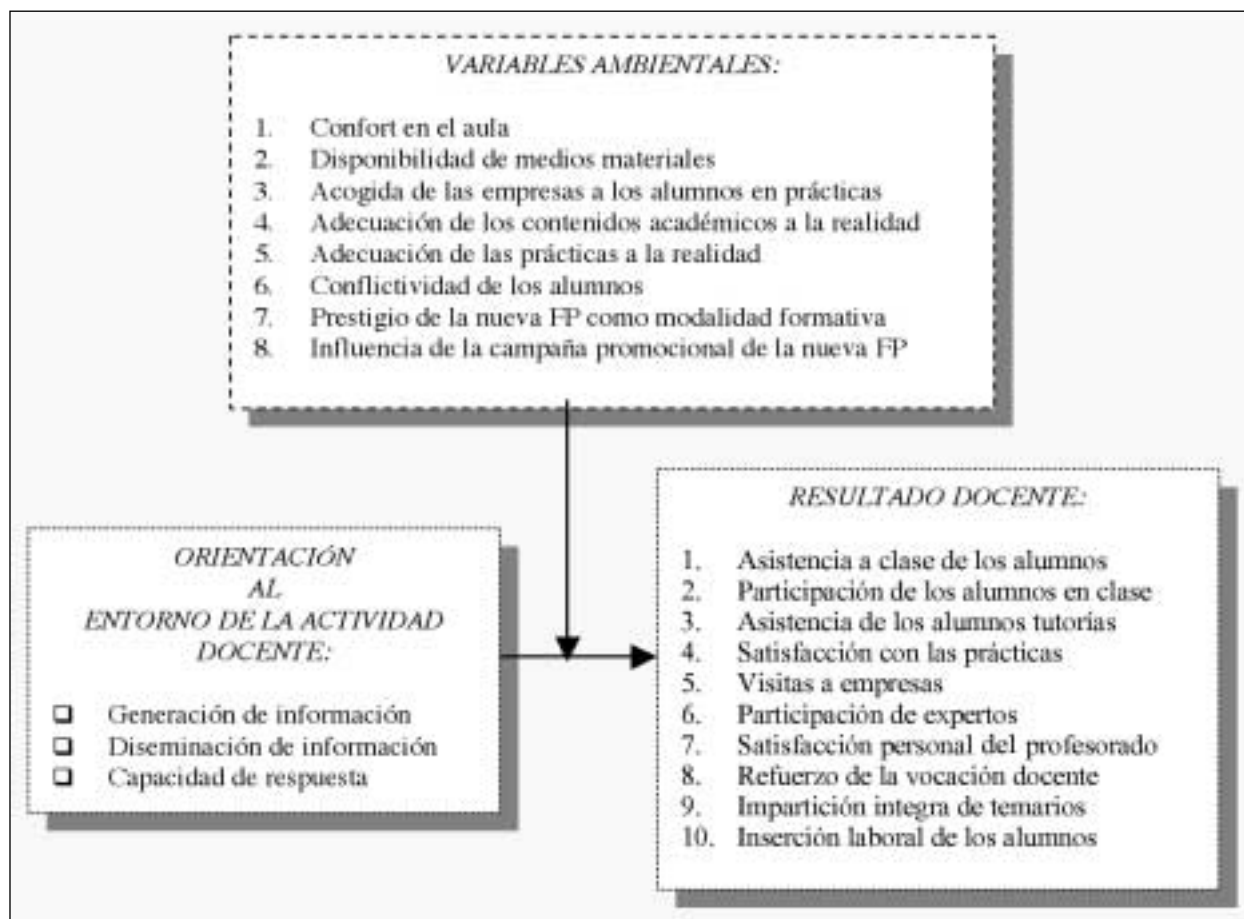 VARIABLES AMBIENTALES:
1. Confort en el aula
2. Disponibilidad de medios materiales
3. Acogida de las empresas a los alumnos en prácticas
4. Adecuación de los contenidos académicos a la realidad
5. Adecuación de las prácticas a la realidad
6. Conflictividad de los alumnos
7. Prestigio de la nueva FP como modalidad formativa
8. Influencia de la campaña promocional de la nueva FP
ORIENTACIÓN
AL
ENTORNO DE LA ACTIVIDAD
DOCENTE:
❑ Generación de información
❑ Diseminación de información
❑ Capacidad de respuesta
RESULTADO DOCENTE:
1. Asistencia a clase de los alumnos
2. Participación de los alumnos en clase
3. Asistencia de los alumnos tutorías
4. Satisfacción con las prácticas
5. Visitas a empresas
6. Participación de expertos
7. Satisfacción personal del profesorado
8. Refuerzo de la vocación docente
9. Impartición integra de temarios
10. Inserción laboral de los alumnos